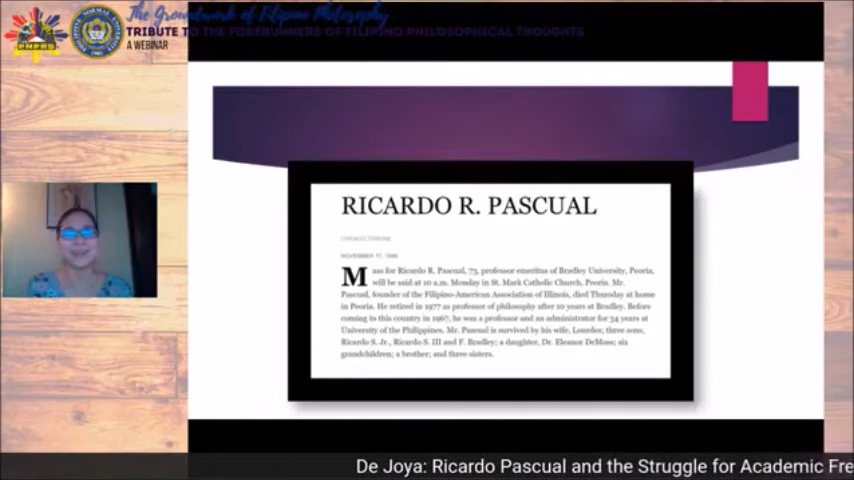 The Groundwork of Filipino Philosophy
TRIBUTE TO THE FORERUNNERS OF FILIPINO PHILOSOPHICAL THOUGHTS
A WEBINAR
PNPRS
RICARDO R. PASCUAL
CHICAGO TRIBUNE
Mass for Ricardo R. Pascual, 73, professor emeritus of Bradley University, Peoria,
will be said at 10 a.m. Monday in St. Mark Catholic Church, Peoria. Mr.
Pascual, founder of the Filipino-American Association of Illinois, died Thursday at home
in Peoria. He retired in 1977 as professor of philosophy after 10 years at Bradley. Before
coming to this country in 1967, he was a professor and an administrator for 34 years at
University of the Philippines. Mr. Pascual is survived by his wife, Lourdes; three sons,
Ricardo S. Jr., Ricardo S. III and F. Bradley; a daughter, Dr. Eleanor DeMoss; six
grandchildren; a brother; and three sisters.
De Joya: Ricardo Pascual and the Struggle for Academic Fre